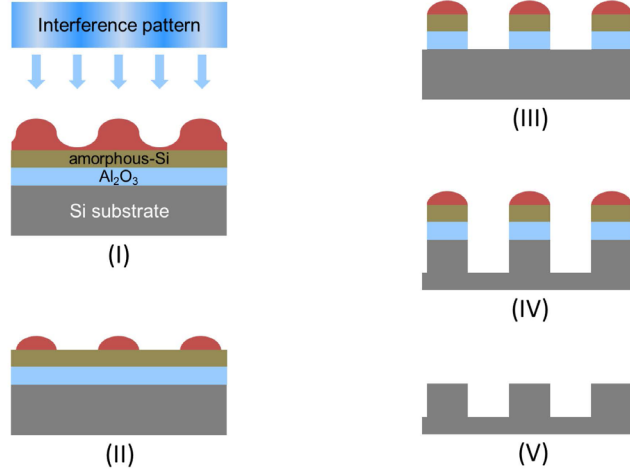 Interference pattern
amorphous-Si
Al₂O₃
Si substrate
(I)
(II)
(III)
(IV)
(V)